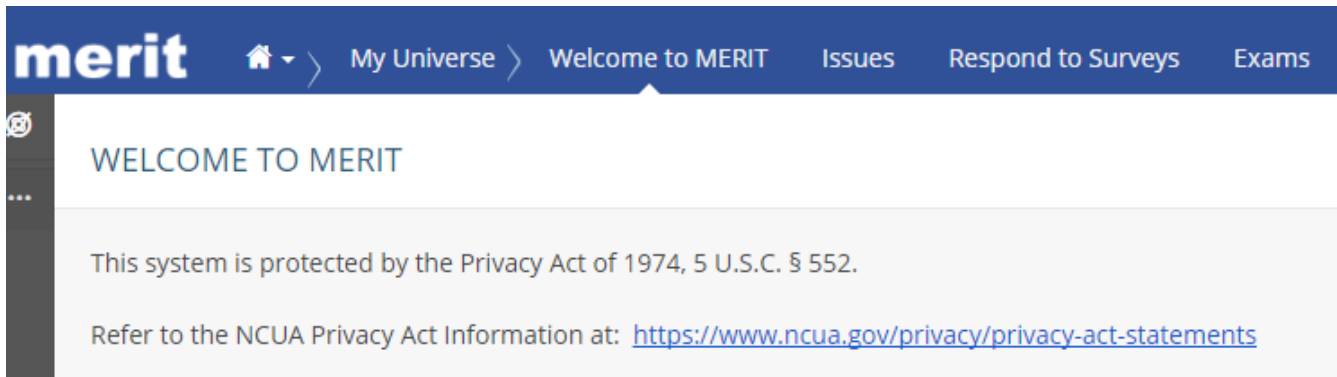 merit My Universe Welcome to MERIT Issues Respond to Surveys Exams
WELCOME TO MERIT
This system is protected by the Privacy Act of 1974, 5 U.S.C. § 552.
Refer to the NCUA Privacy Act Information at: https://www.ncua.gov/privacy/privacy-act-statements